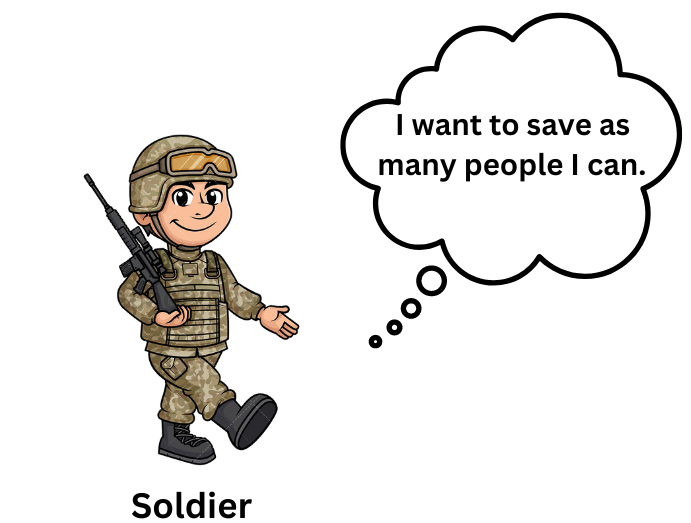 I want to save as
many people I can.
Soldier